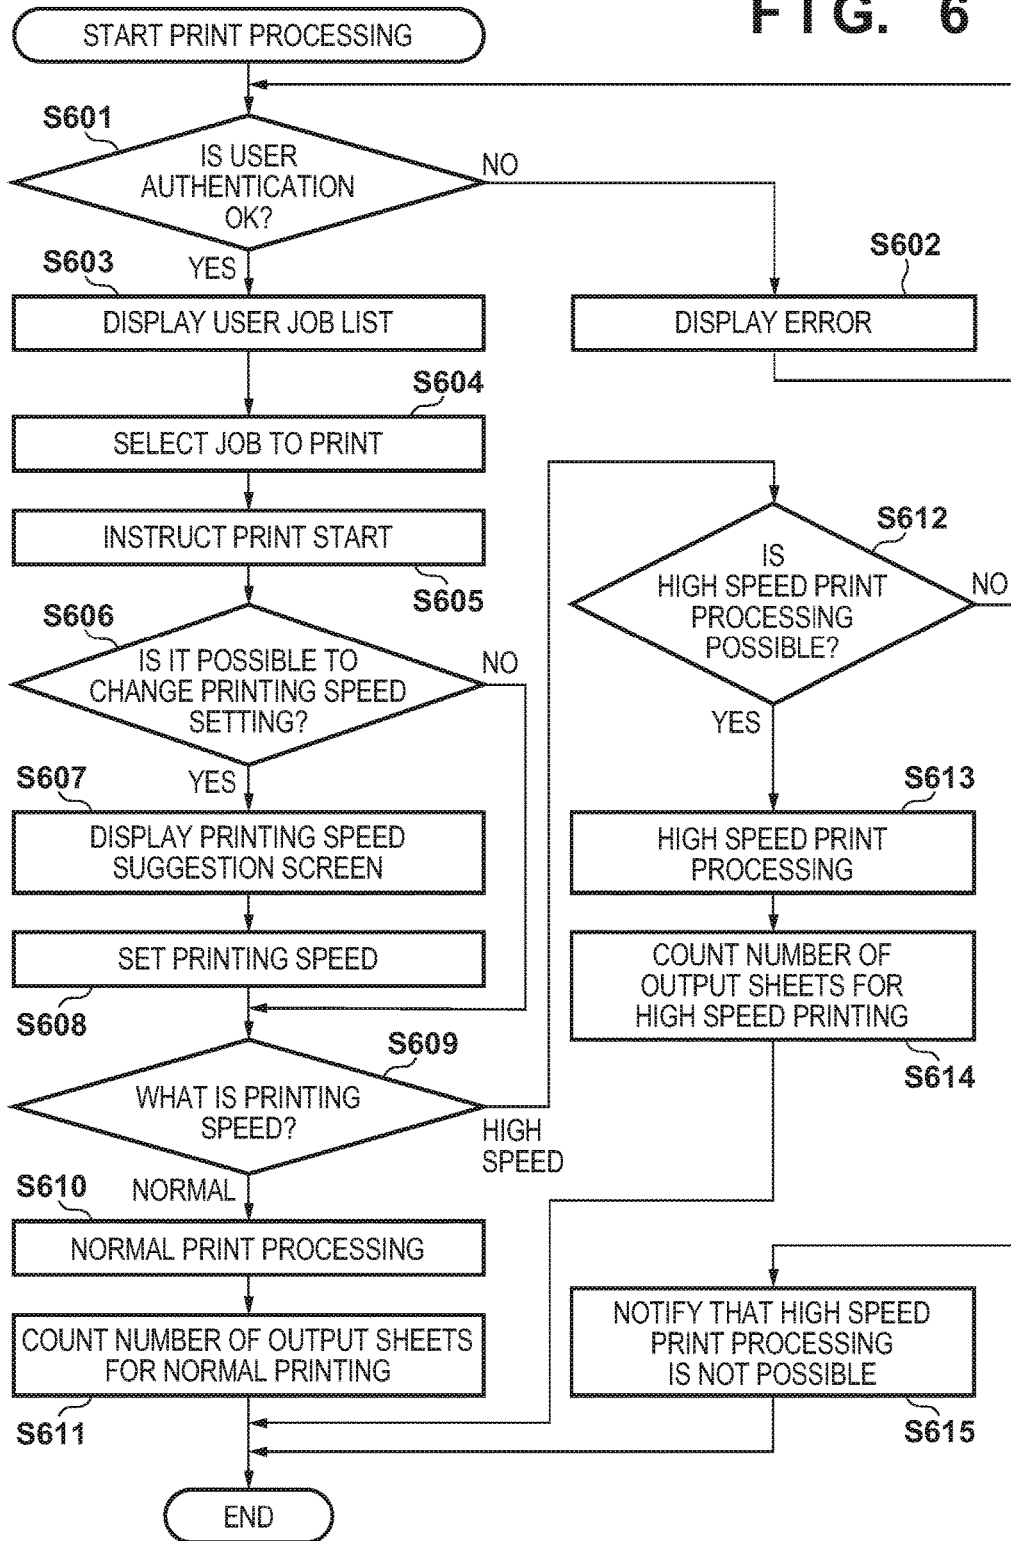 FIG. 6
START PRINT PROCESSING
S601
IS USER
AUTHENTICATION
OK?
NO
YES
S602
DISPLAY ERROR
S603
DISPLAY USER JOB LIST
S604
SELECT JOB TO PRINT
INSTRUCT PRINT START
S605
S606
IS IT POSSIBLE TO
CHANGE PRINTING SPEED
SETTING?
NO
YES
S607
DISPLAY PRINTING SPEED
SUGGESTION SCREEN
SET PRINTING SPEED
S608
S609
WHAT IS PRINTING
SPEED?
HIGH
SPEED
NORMAL
S610
NORMAL PRINT PROCESSING
COUNT NUMBER OF OUTPUT SHEETS
FOR NORMAL PRINTING
S611
S612
IS
HIGH SPEED PRINT
PROCESSING
POSSIBLE?
NO
YES
S613
HIGH SPEED PRINT
PROCESSING
COUNT NUMBER OF
OUTPUT SHEETS FOR
HIGH SPEED PRINTING
S614
NOTIFY THAT HIGH SPEED
PRINT PROCESSING
IS NOT POSSIBLE
S615
END